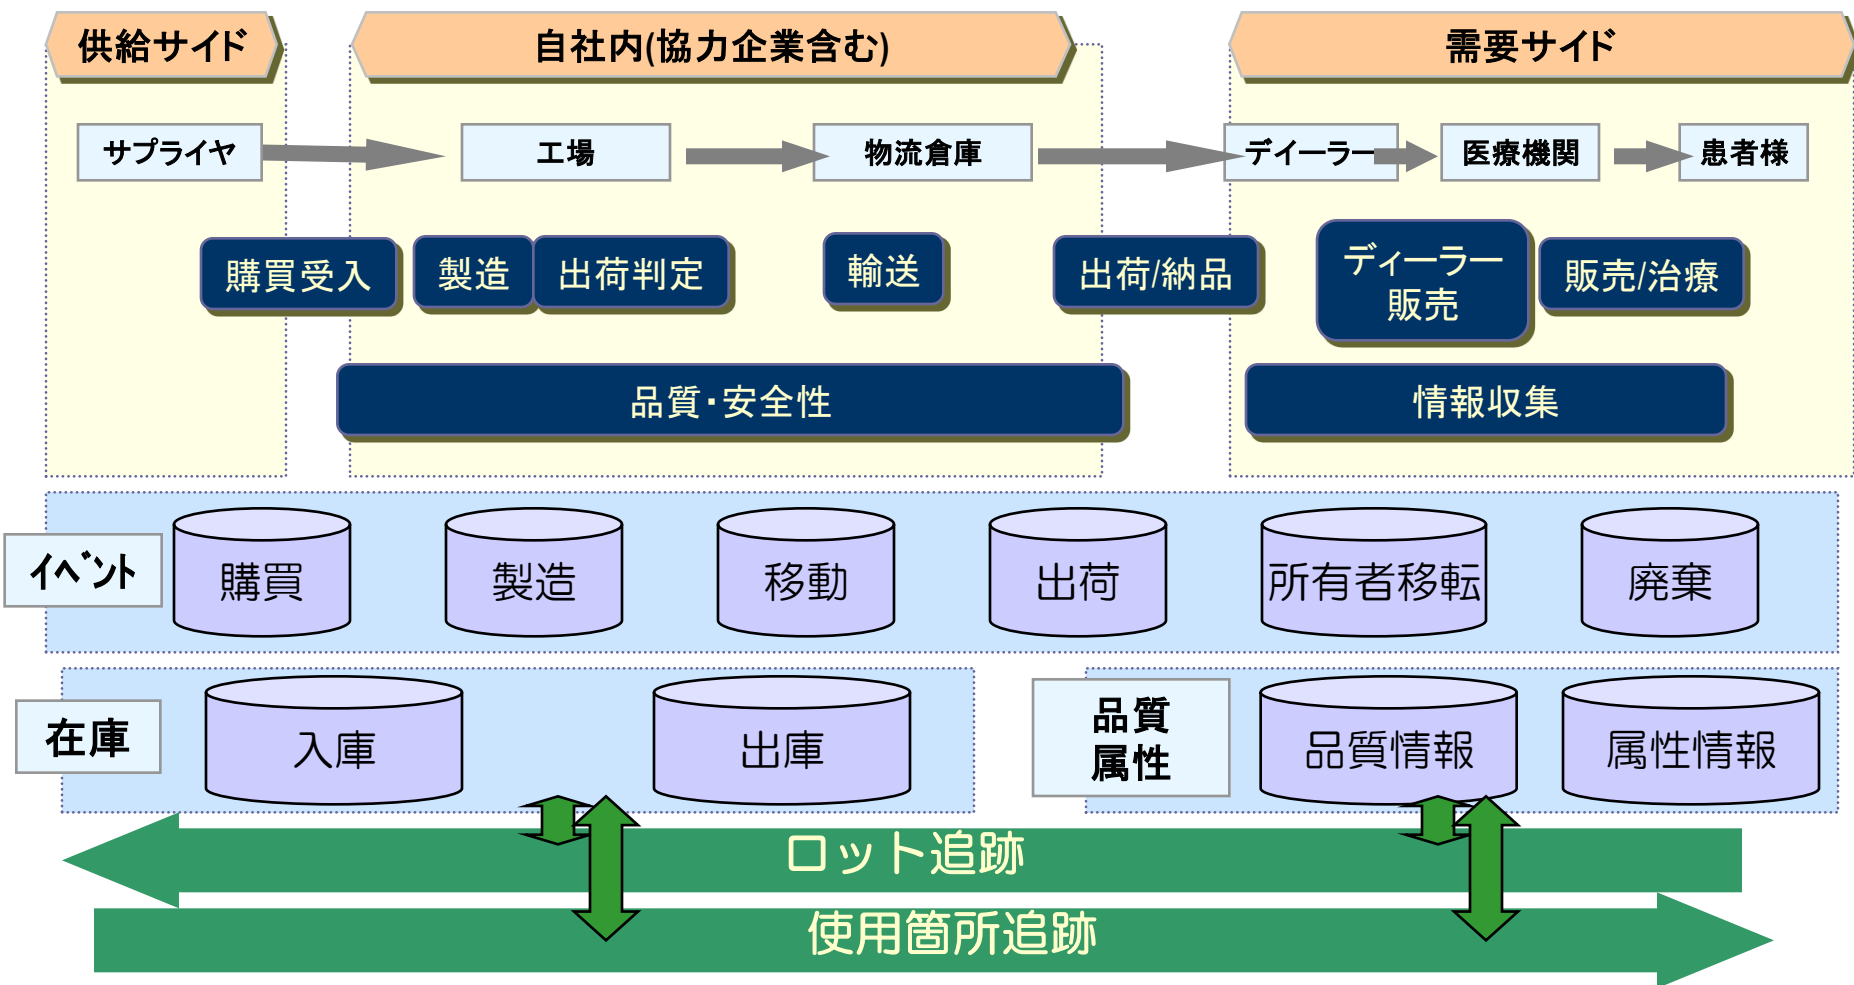 供給サイド
自社内(協力企業含む)
需要サイド
サプライヤ
工場
物流倉庫
デイーラー
医療機関
患者様
購買受入
製造
出荷判定
輸送
出荷/納品
ディーラー
販売
販売/治療
品質・安全性
情報収集
イベント
購買
製造
移動
出荷
所有者移転
廃棄
在庫
入庫
出庫
品質
属性
品質情報
属性情報
ロット追跡
使用箇所追跡